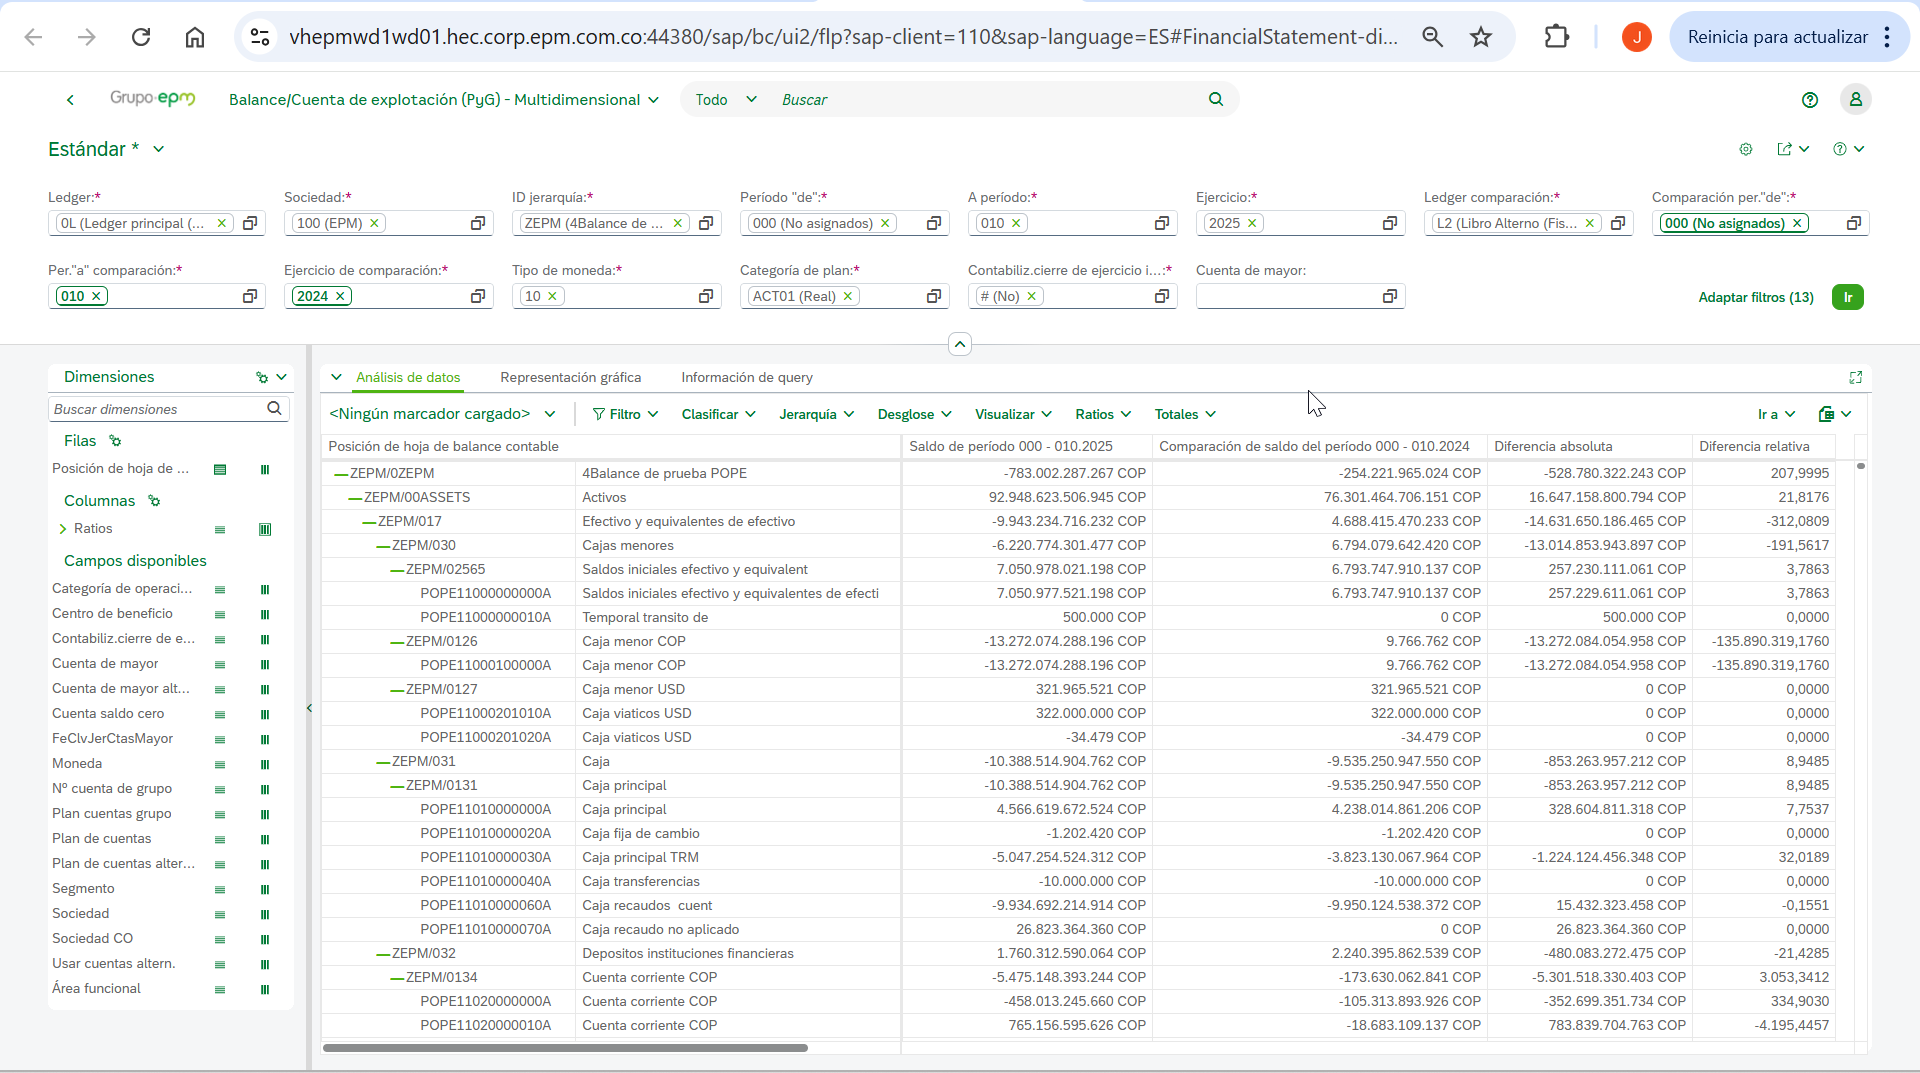 vhepmwd1wd01.hec.corp.epm.com.co:44380/sap/bc/ui2/flp?sap-client=110&sap-language=ES#FinancialStatement-di... J Reinicia para actualizar
Grupo·epm Balance/Cuenta de explotación (PyG) - Multidimensional Todo Buscar
Estándar *
Ledger:* Sociedad:* ID jerarquía:* Período "de":* A período:* Ejercicio:* Ledger comparación:* Comparación per."de":*
0L (Ledger principal (... 100 (EPM) ZEPM (4Balance de ... 000 (No asignados) 010 2025 L2 (Libro Alterno (Fis... 000 (No asignados)
Per."a" comparación:* Ejercicio de comparación:* Tipo de moneda:* Categoría de plan:* Contabiliz.cierre de ejercicio i...:* Cuenta de mayor:
010 2024 10 ACT01 (Real) # (No) Adaptar filtros (13) Ir
Dimensiones
Buscar dimensiones
Filas
Posición de hoja de ...
Columnas
Ratios
Campos disponibles
Categoría de operaci...
Centro de beneficio
Contabiliz.cierre de e...
Cuenta de mayor
Cuenta de mayor alt...
Cuenta saldo cero
FeClvJerCtasMayor
Moneda
Nº cuenta de grupo
Plan cuentas grupo
Plan de cuentas
Plan de cuentas alter...
Segmento
Sociedad
Sociedad CO
Usar cuentas altern.
Área funcional
Análisis de datos Representación gráfica Información de query
<Ningún marcador cargado> Filtro Clasificar Jerarquía Desglose Visualizar Ratios Totales Ir a
Posición de hoja de balance contable Saldo de período 000 - 010.2025 Comparación de saldo del período 000 - 010.2024 Diferencia absoluta Diferencia relativa
ZEPM/0ZEPM 4Balance de prueba POPE -783.002.287.267 COP -254.221.965.024 COP -528.780.322.243 COP 207,9995
ZEPM/00ASSETS Activos 92.948.623.506.945 COP 76.301.464.706.151 COP 16.647.158.800.794 COP 21,8176
ZEPM/017 Efectivo y equivalentes de efectivo -9.943.234.716.232 COP 4.688.415.470.233 COP -14.631.650.186.465 COP -312,0809
ZEPM/030 Cajas menores -6.220.774.301.477 COP 6.794.079.642.420 COP -13.014.853.943.897 COP -191,5617
ZEPM/02565 Saldos iniciales efectivo y equivalent 7.050.978.021.198 COP 6.793.747.910.137 COP 257.230.111.061 COP 3,7863
POPE11000000000A Saldos iniciales efectivo y equivalentes de efecti 7.050.977.521.198 COP 6.793.747.910.137 COP 257.229.611.061 COP 3,7863
POPE11000000010A Temporal transito de 500.000 COP 0 COP 500.000 COP 0,0000
ZEPM/0126 Caja menor COP -13.272.074.288.196 COP 9.766.762 COP -13.272.084.054.958 COP -135.890.319,1760
POPE11000100000A Caja menor COP -13.272.074.288.196 COP 9.766.762 COP -13.272.084.054.958 COP -135.890.319,1760
ZEPM/0127 Caja menor USD 321.965.521 COP 321.965.521 COP 0 COP 0,0000
POPE11000201010A Caja viaticos USD 322.000.000 COP 322.000.000 COP 0 COP 0,0000
POPE11000201020A Caja viaticos USD -34.479 COP -34.479 COP 0 COP 0,0000
ZEPM/031 Caja -10.388.514.904.762 COP -9.535.250.947.550 COP -853.263.957.212 COP 8,9485
ZEPM/0131 Caja principal -10.388.514.904.762 COP -9.535.250.947.550 COP -853.263.957.212 COP 8,9485
POPE11010000000A Caja principal 4.566.619.672.524 COP 4.238.014.861.206 COP 328.604.811.318 COP 7,7537
POPE11010000020A Caja fija de cambio -1.202.420 COP -1.202.420 COP 0 COP 0,0000
POPE11010000030A Caja principal TRM -5.047.254.524.312 COP -3.823.130.067.964 COP -1.224.124.456.348 COP 32,0189
POPE11010000040A Caja transferencias -10.000.000 COP -10.000.000 COP 0 COP 0,0000
POPE11010000060A Caja recaudos cuent -9.934.692.214.914 COP -9.950.124.538.372 COP 15.432.323.458 COP -0,1551
POPE11010000070A Caja recaudo no aplicado 26.823.364.360 COP 0 COP 26.823.364.360 COP 0,0000
ZEPM/032 Depositos instituciones financieras 1.760.312.590.064 COP 2.240.395.862.539 COP -480.083.272.475 COP -21,4285
ZEPM/0134 Cuenta corriente COP -5.475.148.393.244 COP -173.630.062.841 COP -5.301.518.330.403 COP 3.053,3412
POPE11020000000A Cuenta corriente COP -458.013.245.660 COP -105.313.893.926 COP -352.699.351.734 COP 334,9030
POPE11020000010A Cuenta corriente COP 765.156.595.626 COP -18.683.109.137 COP 783.839.704.763 COP -4.195,4457